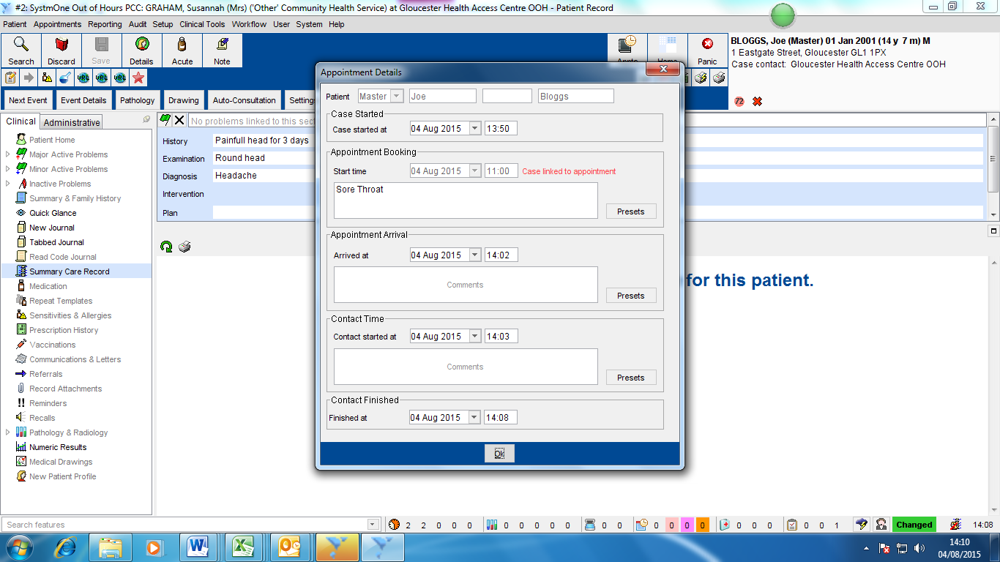 #2: SystmOne Out of Hours PCC: GRAHAM, Susannah (Mrs) ('Other' Community Health Service) at Gloucester Health Access Centre OOH - Patient Record
Patient Appointments Reporting Audit Setup Clinical Tools Workflow User System Help
Search Discard Save Details Acute Note Panic
BLOGGS, Joe (Master) 01 Jan 2001 (14 y 7 m) M
1 Eastgate Street, Gloucester GL1 1PX
Case contact: Gloucester Health Access Centre OOH
72
Next Event Event Details Pathology Drawing Auto-Consultation Settings
Clinical Administrative
Patient Home
Major Active Problems
Minor Active Problems
Inactive Problems
Summary & Family History
Quick Glance
New Journal
Tabbed Journal
Read Code Journal
Summary Care Record
Medication
Repeat Templates
Sensitivities & Allergies
Prescription History
Vaccinations
Communications & Letters
Referrals
Record Attachments
Reminders
Recalls
Pathology & Radiology
Numeric Results
Medical Drawings
New Patient Profile
No problems linked to this sect
History Painfull head for 3 days
Examination Round head
Diagnosis Headache
Intervention
Plan
for this patient.
Appointment Details
Patient Master Joe Bloggs
Case Started
Case started at 04 Aug 2015 13:50
Appointment Booking
Start time 04 Aug 2015 11:00 Case linked to appointment
Sore Throat
Presets
Appointment Arrival
Arrived at 04 Aug 2015 14:02
Comments
Presets
Contact Time
Contact started at 04 Aug 2015 14:03
Comments
Presets
Contact Finished
Finished at 04 Aug 2015 14:08
Ok
Search features
2 2 0 0 0 0 0 0 0 0 0 0 0 0 0 0 0 0 0 0 0 1 Changed 14:08
14:10
04/08/2015